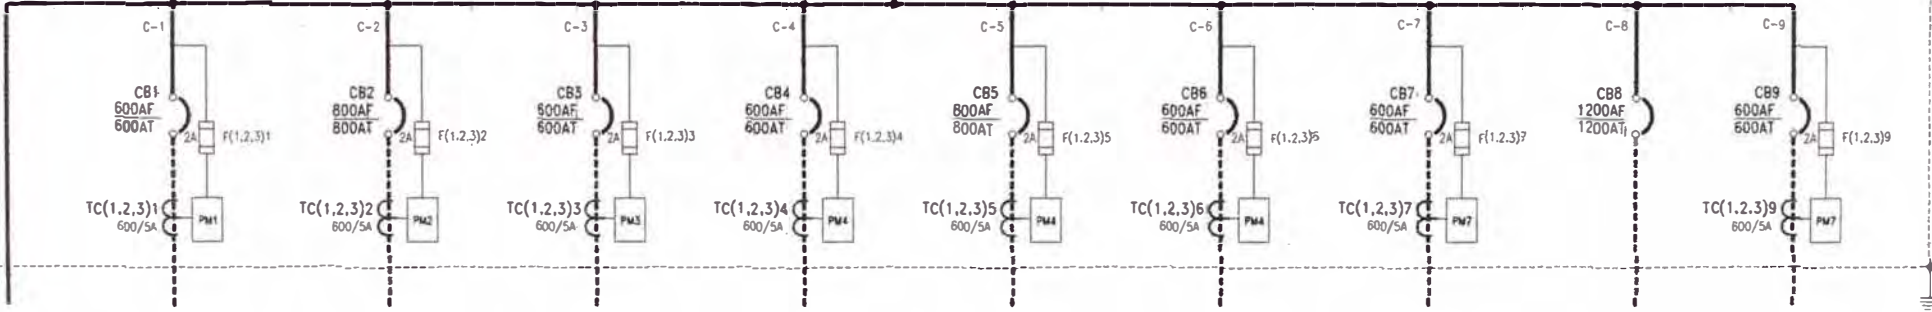 C-1
C-2
C-3
C-4
C-5
C-6
C-7
C-8
C-9
CB1
600AF
600AT
2A
F(1,2,3)1
CB2
800AF
800AT
2A
F(1,2,3)2
CB3
600AF
600AT
2A
F(1,2,3)3
CB4
600AF
600AT
2A
F(1,2,3)4
CB5
800AF
800AT
2A
F(1,2,3)5
CB6
600AF
600AT
2A
F(1,2,3)6
CB7
600AF
600AT
2A
F(1,2,3)7
CB8
1200AF
1200AT
CB9
600AF
600AT
2A
F(1,2,3)9
TC(1,2,3)1
600/5A
PM1
TC(1,2,3)2
600/5A
PM2
TC(1,2,3)3
600/5A
PM3
TC(1,2,3)4
600/5A
PM4
TC(1,2,3)5
600/5A
PM4
TC(1,2,3)6
600/5A
PM4
TC(1,2,3)7
600/5A
PM7
TC(1,2,3)9
600/5A
PM7